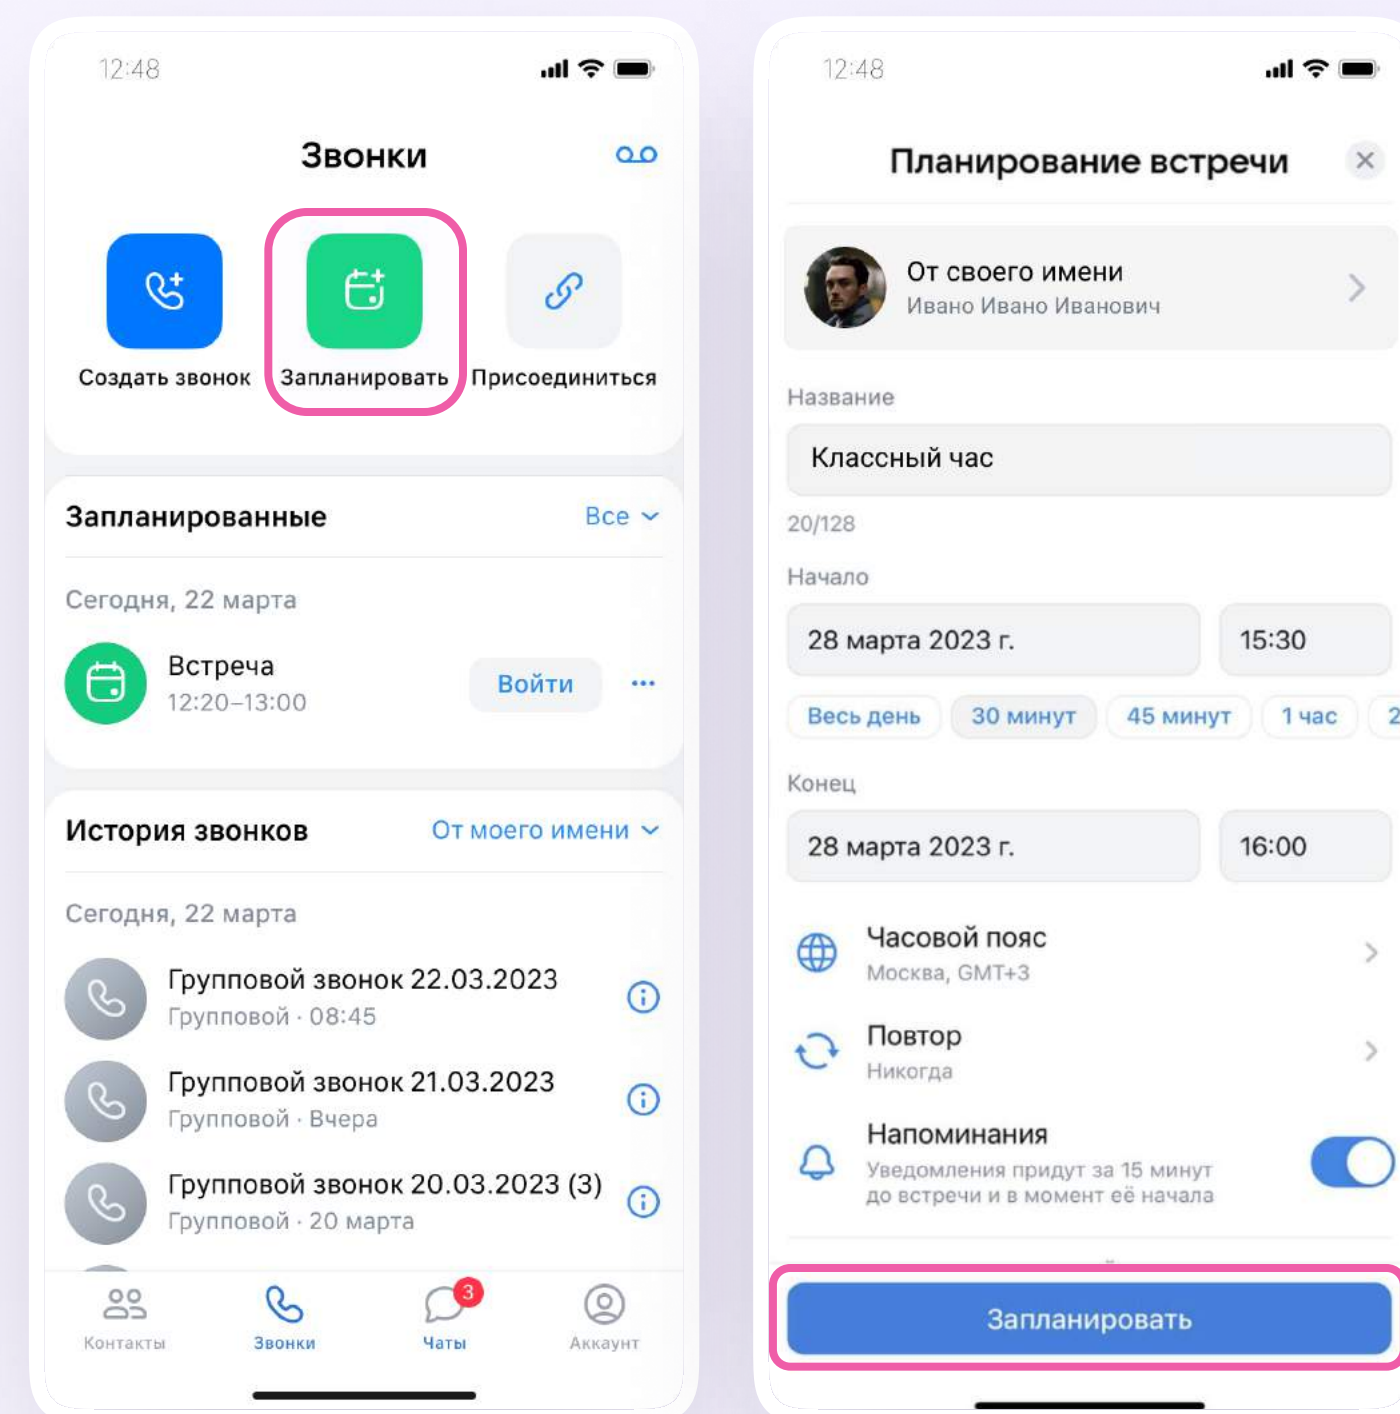 12:48
Звонки
Создать звонок
Запланировать
Присоединиться
Запланированные
Все
Сегодня, 22 марта
Встреча
12:20–13:00
Войти
История звонков
От моего имени
Сегодня, 22 марта
Групповой звонок 22.03.2023
Групповой · 08:45
Групповой звонок 21.03.2023
Групповой · Вчера
Групповой звонок 20.03.2023 (3)
Групповой · 20 марта
3
Контакты
Звонки
Чаты
Аккаунт
12:48
Планирование встречи
От своего имени
Ивано Ивано Иванович
Название
Классный час
20/128
Начало
28 марта 2023 г.
15:30
Весь день
30 минут
45 минут
1 час
2
Конец
28 марта 2023 г.
16:00
Часовой пояс
Москва, GMT+3
Повтор
Никогда
Напоминания
Уведомления придут за 15 минут
до встречи и в момент её начала
Запланировать